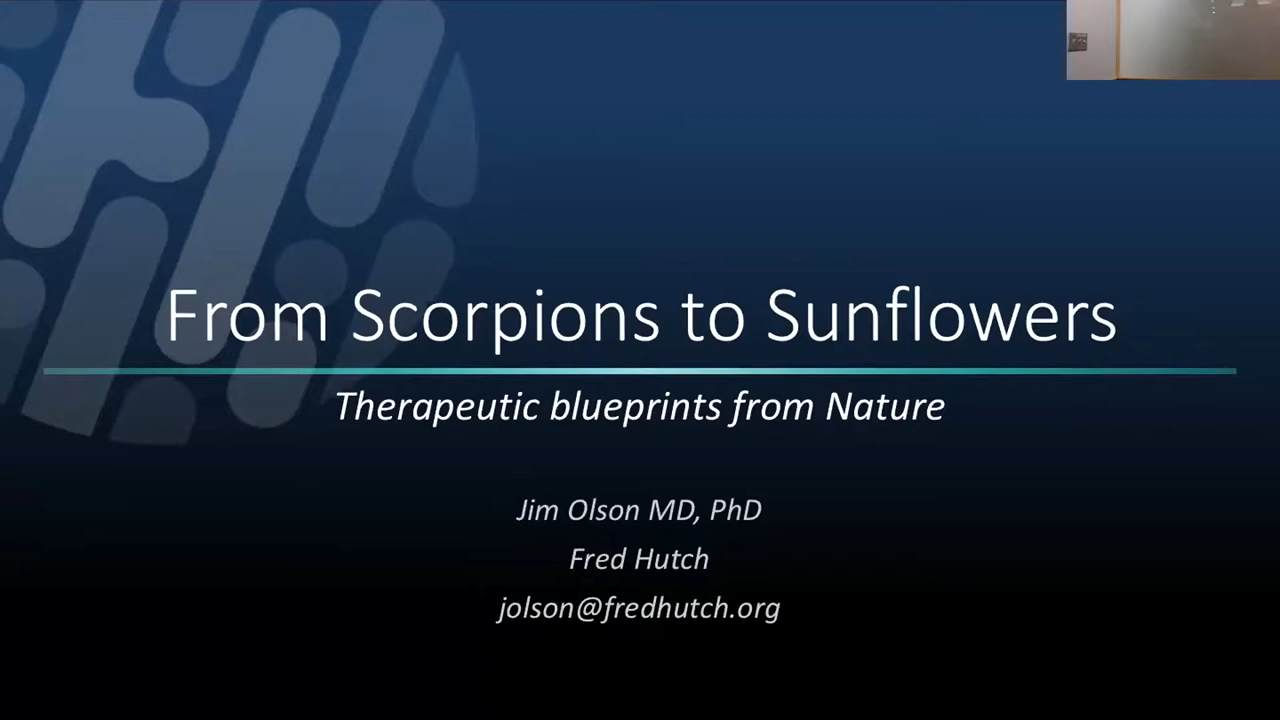 From Scorpions to Sunflowers
Therapeutic blueprints from Nature
Jim Olson MD, PhD
Fred Hutch
jolson@fredhutch.org